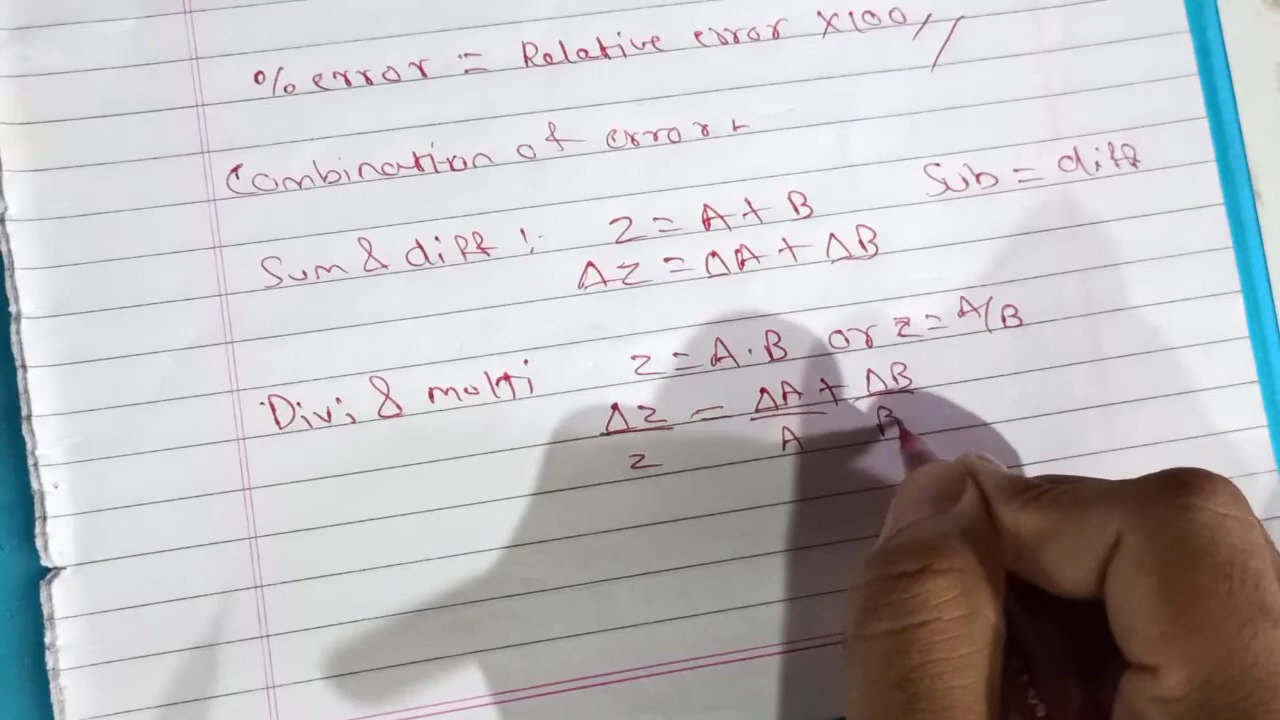 % error = Relative error ×100//
Combination of error :-
Sub = diff
Sum & diff :- Z = A + B
ΔZ = ΔA + ΔB
Div; & multi Z = A · B or Z = A/B
ΔZ/Z = ΔA/A + ΔB/B